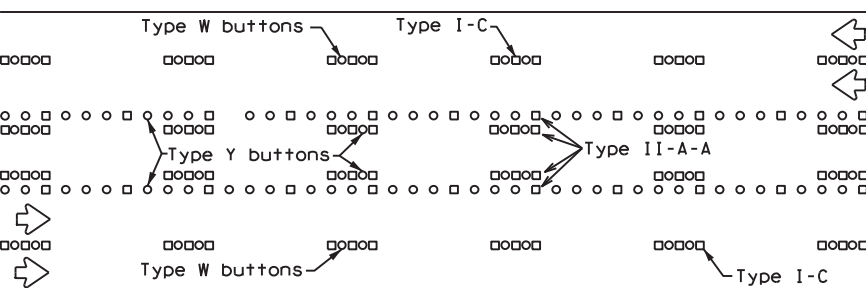 Type W buttons
Type I-C
Type Y buttons
Type II-A-A
Type W buttons
Type I-C